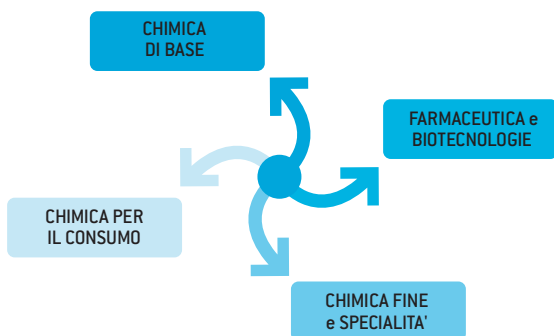 CHIMICA
DI BASE
FARMACEUTICA e
BIOTECNOLOGIE
CHIMICA PER
IL CONSUMO
CHIMICA FINE
e SPECIALITA'